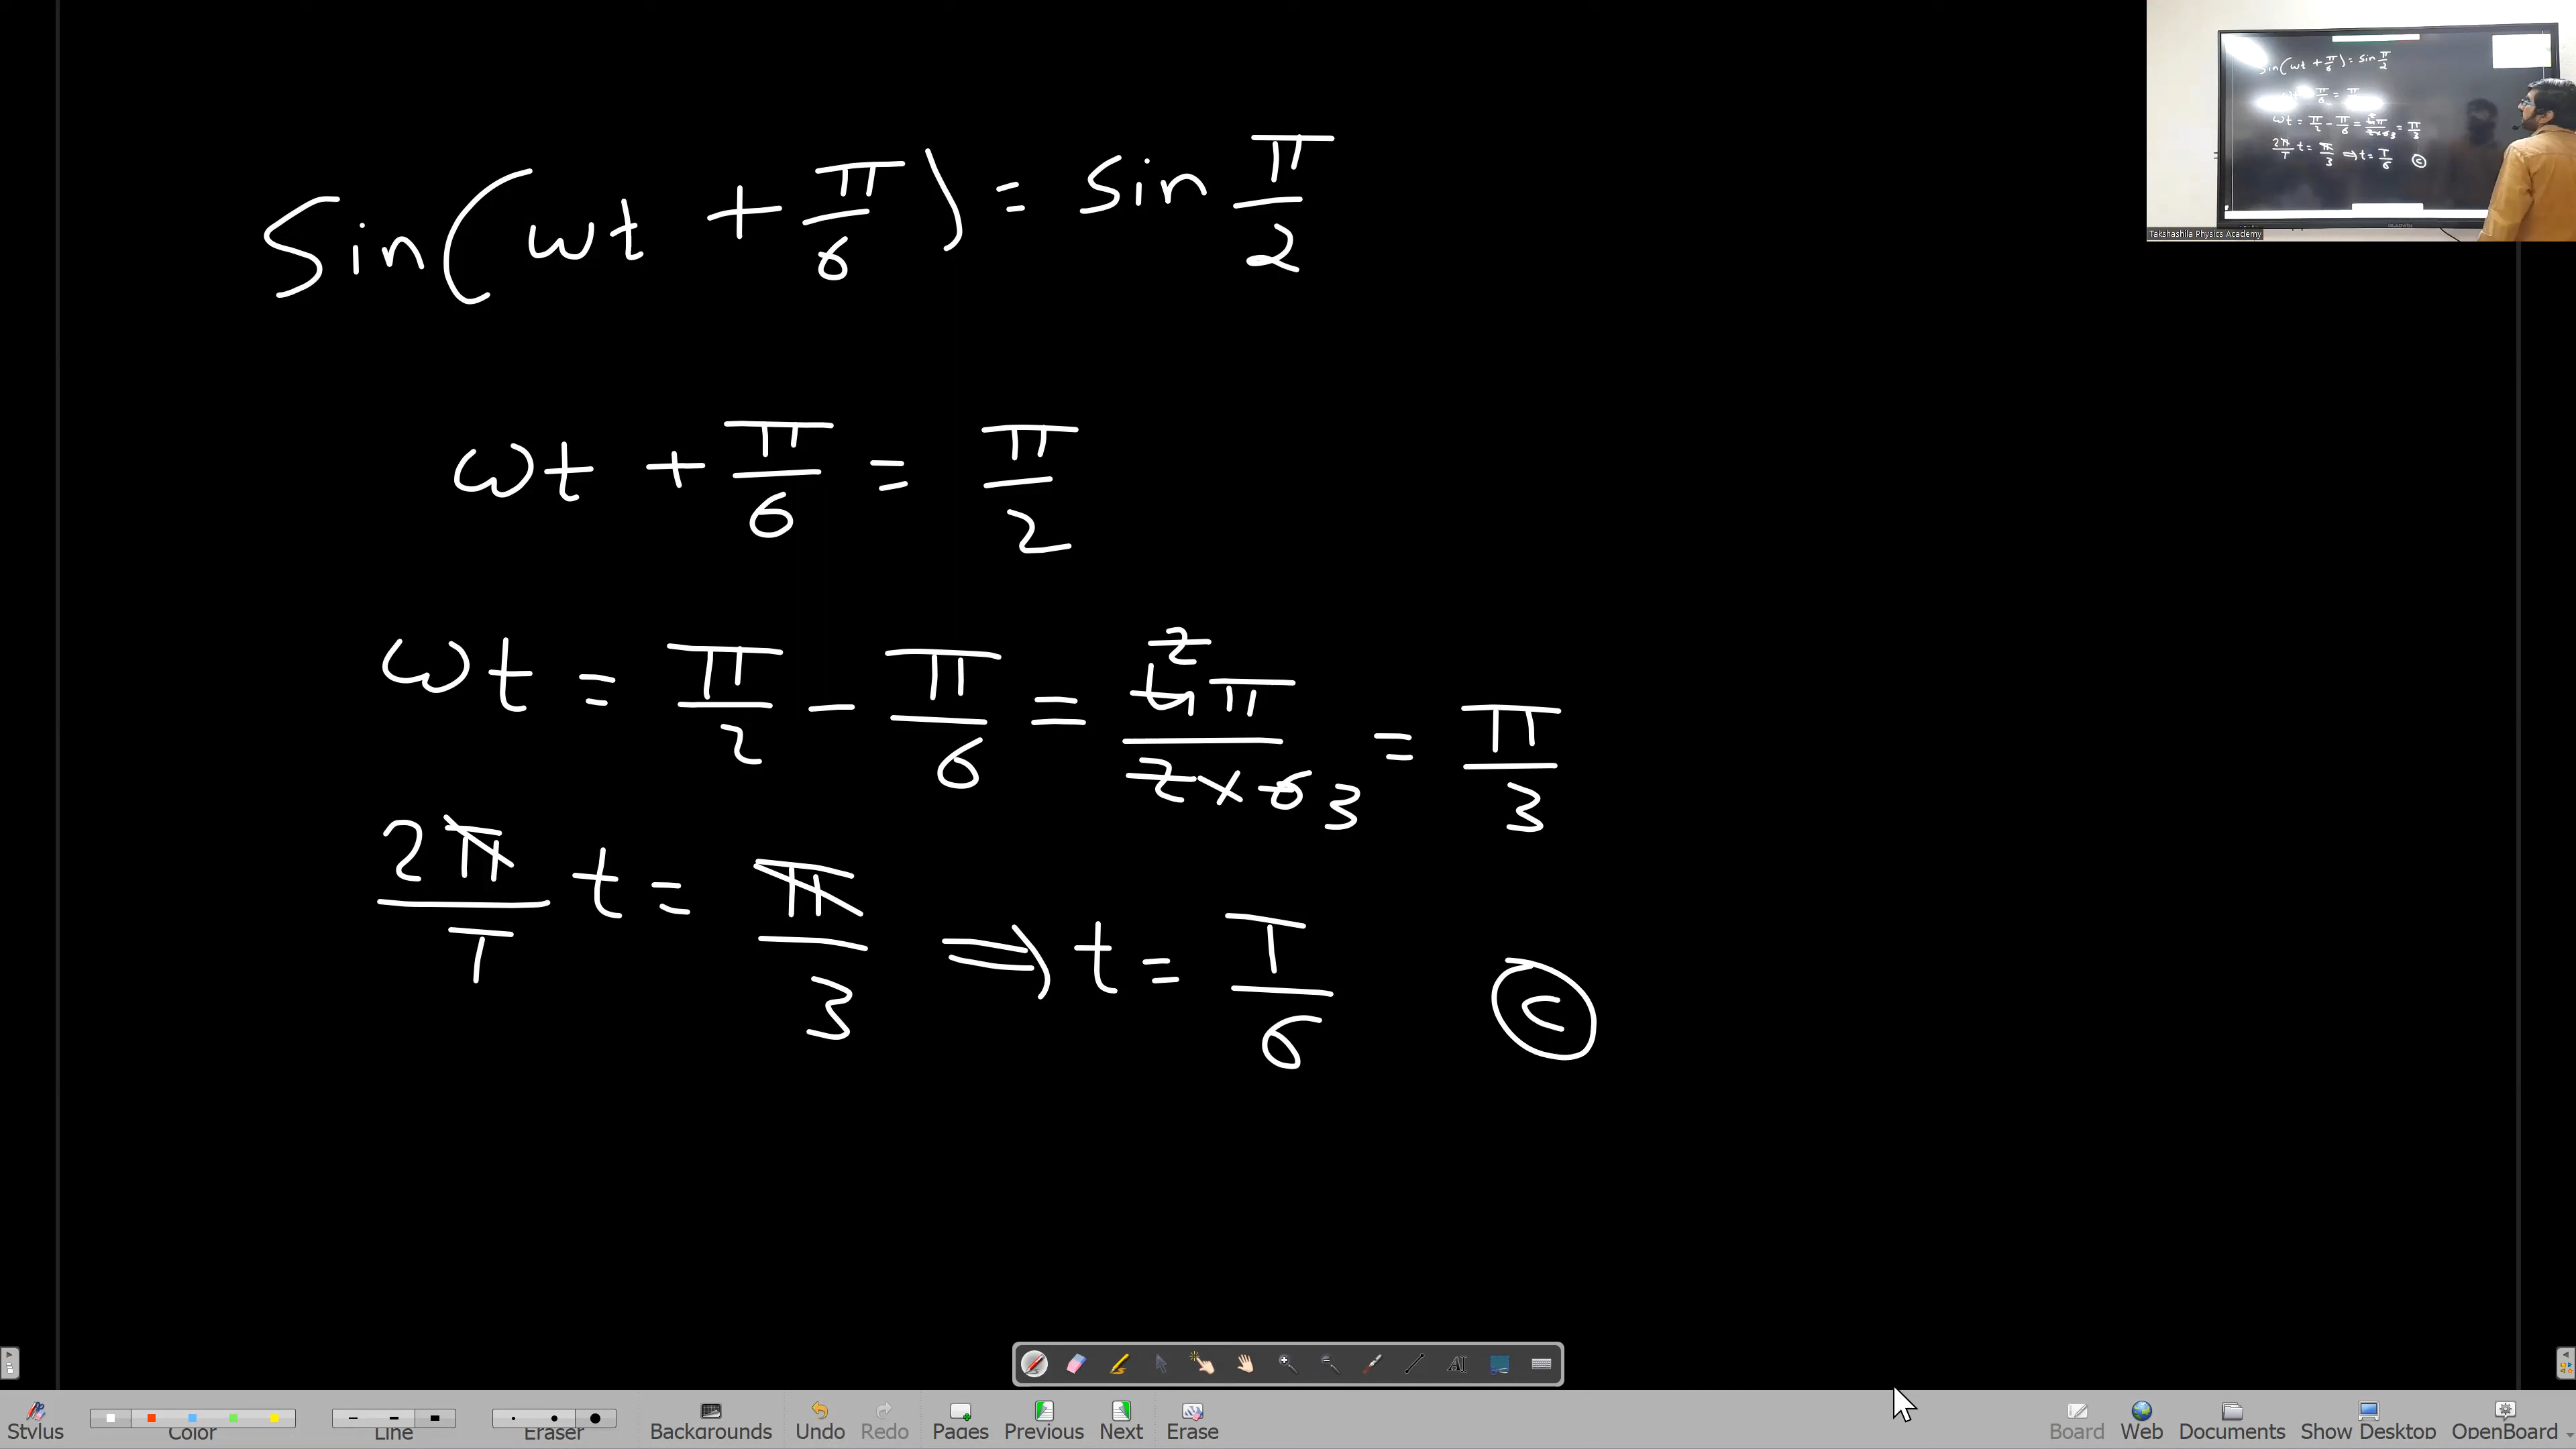 Sin(ωt + π/6) = sin π/2
ωt + π/6 = π/2
ωt = π/2 - π/6 = 4π/2×6 2 3 = π/3
2π/T t = π/3 ⇒ t = T/6 C
Takshashila Physics Academy
Stylus Color Line Eraser Backgrounds Undo Redo Pages Previous Next Erase Board Web Documents Show Desktop OpenBoard